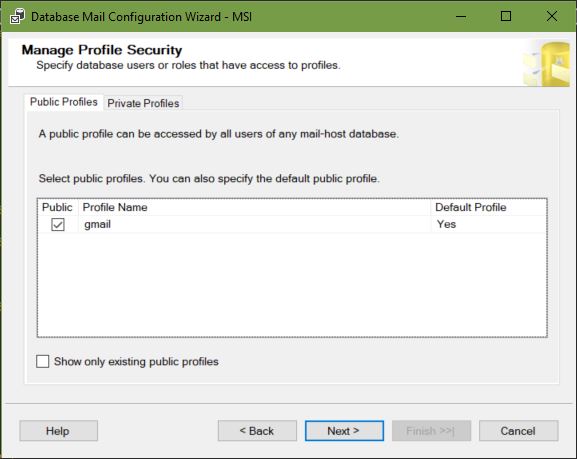 Database Mail Configuration Wizard - MSI
Manage Profile Security
Specify database users or roles that have access to profiles.
Public Profiles Private Profiles
A public profile can be accessed by all users of any mail-host database.
Select public profiles. You can also specify the default public profile.
Public Profile Name Default Profile
gmail Yes
Show only existing public profiles
Help < Back Next > Finish >>| Cancel